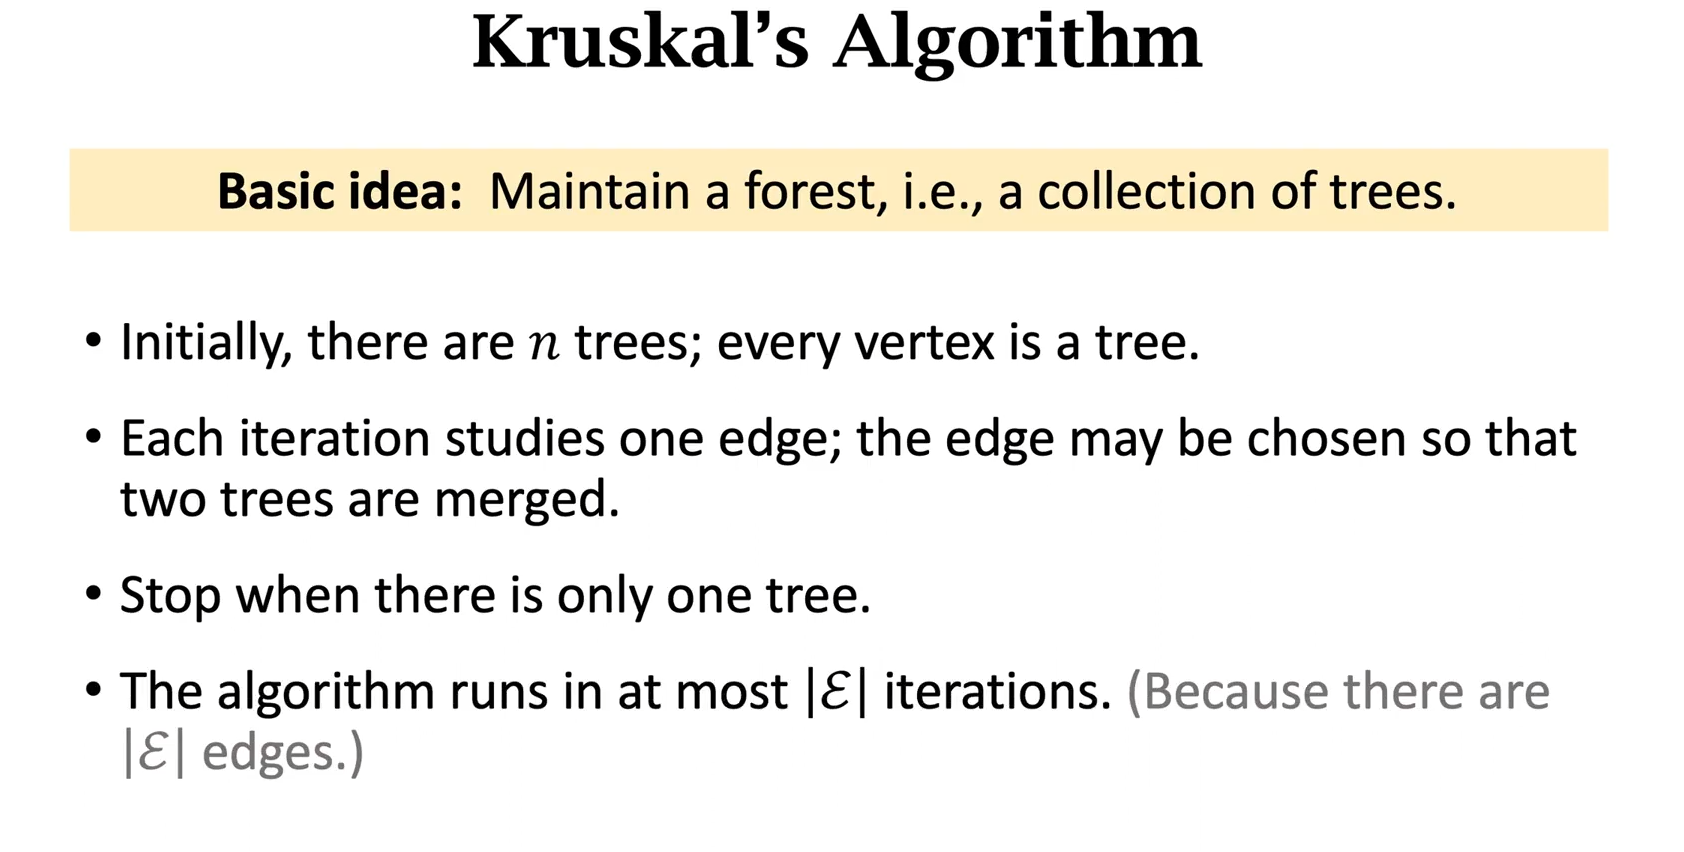 Kruskal’s Algorithm
Basic idea: Maintain a forest, i.e., a collection of trees.
• Initially, there are n trees; every vertex is a tree.
• Each iteration studies one edge; the edge may be chosen so that
two trees are merged.
• Stop when there is only one tree.
• The algorithm runs in at most |ℰ| iterations. (Because there are
|ℰ| edges.)